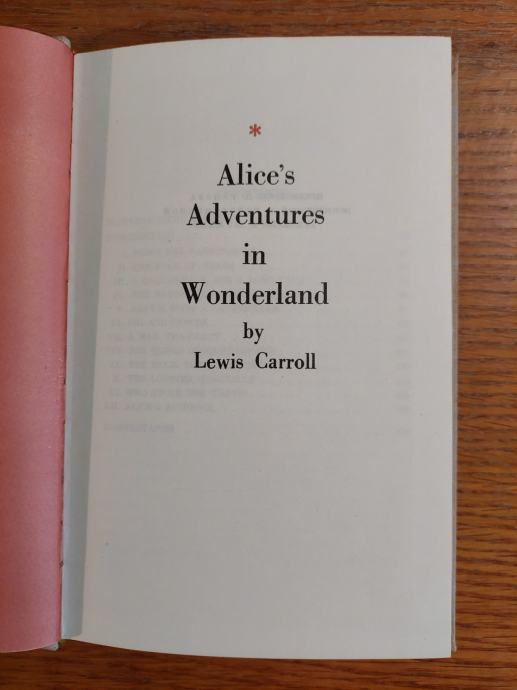 *
Alice's
Adventures
in
Wonderland
by
Lewis Carroll